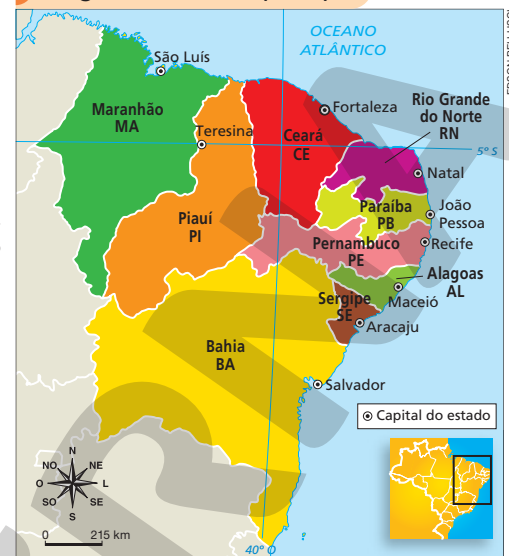 OCEANO
ATLÂNTICO
São Luís
Maranhão
MA
Fortaleza
Rio Grande
do Norte
RN
Teresina
Ceará
CE
5º S
Natal
Piauí
PI
Paraíba
PB
João
Pessoa
Pernambuco
PE
Recife
Alagoas
AL
Sergipe
SE
Maceió
Aracaju
Bahia
BA
Salvador
Capital do estado
N
NO
NE
O
L
SO
SE
S
0
215 km
40º O